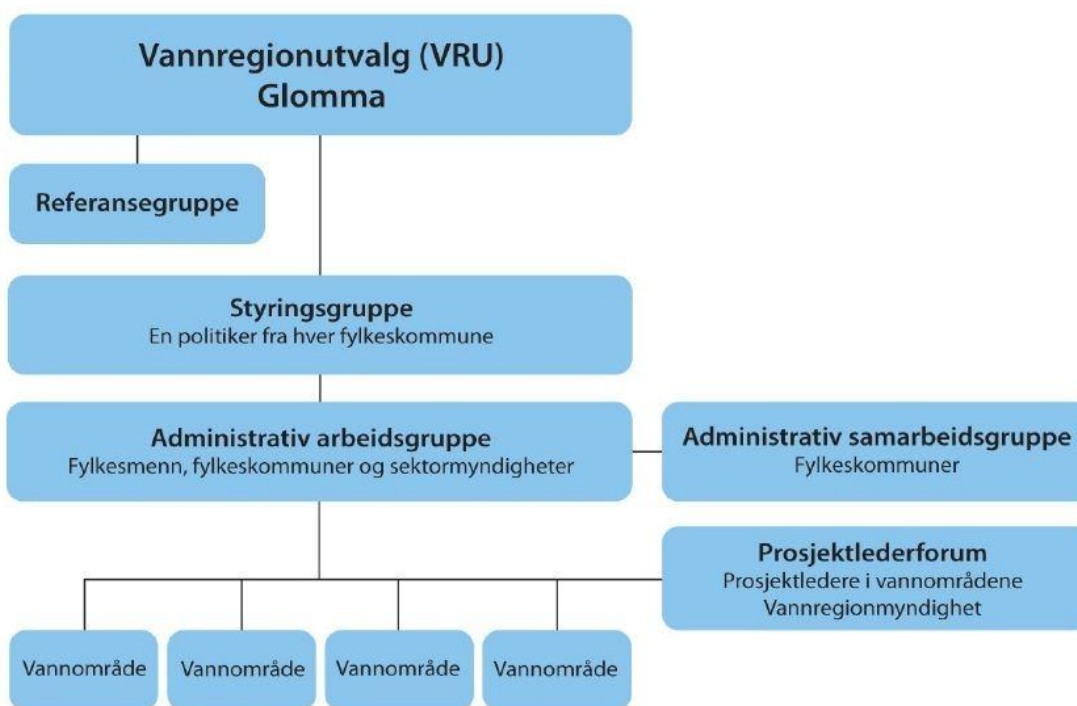 Vannregionutvalg (VRU)
Glomma
Referansegruppe
Styringsgruppe
En politiker fra hver fylkeskommune
Administrativ arbeidsgruppe
Fylkesmenn, fylkeskommuner og sektormyndigheter
Administrativ samarbeidsgruppe
Fylkeskommuner
Prosjektlederforum
Prosjektledere i vannområdene
Vannregionmyndighet
Vannområde
Vannområde
Vannområde
Vannområde